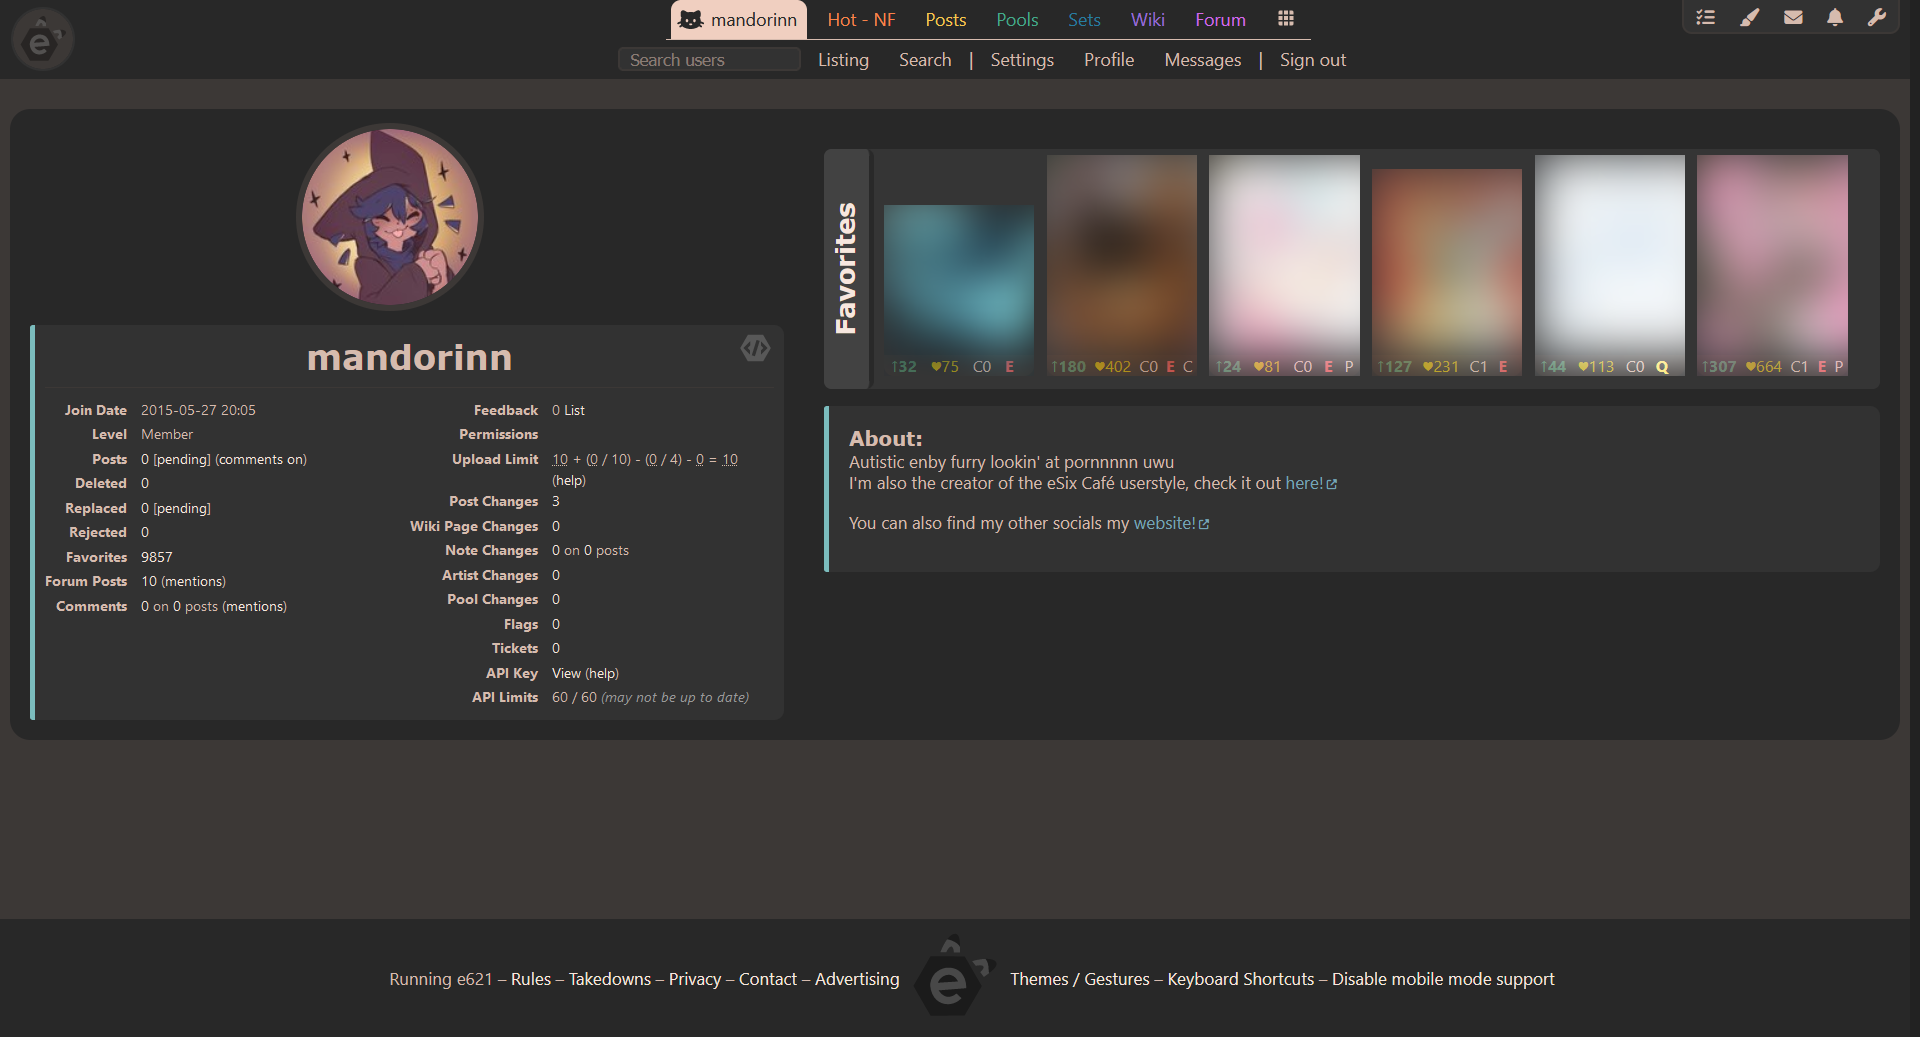 mandorinn
Hot - NF
Posts
Pools
Sets
Wiki
Forum
Search users
Listing
Search
|
Settings
Profile
Messages
|
Sign out
mandorinn
Join Date 2015-05-27 20:05
Level Member
Posts 0 [pending] (comments on)
Deleted 0
Replaced 0 [pending]
Rejected 0
Favorites 9857
Forum Posts 10 (mentions)
Comments 0 on 0 posts (mentions)
Feedback 0 List
Permissions
Upload Limit 10 + (0 / 10) - (0 / 4) - 0 = 10
(help)
Post Changes 3
Wiki Page Changes 0
Note Changes 0 on 0 posts
Artist Changes 0
Pool Changes 0
Flags 0
Tickets 0
API Key View (help)
API Limits 60 / 60 (may not be up to date)
Favorites
↑32 ♥75 C0 E
↑180 ♥402 C0 E C
↑24 ♥81 C0 E P
↑127 ♥231 C1 E
↑44 ♥113 C0 Q
↑307 ♥664 C1 E P
About:
Autistic enby furry lookin' at pornnnnn uwu
I'm also the creator of the eSix Café userstyle, check it out here!
You can also find my other socials my website!
Running e621 – Rules – Takedowns – Privacy – Contact – Advertising
e
Themes / Gestures – Keyboard Shortcuts – Disable mobile mode support